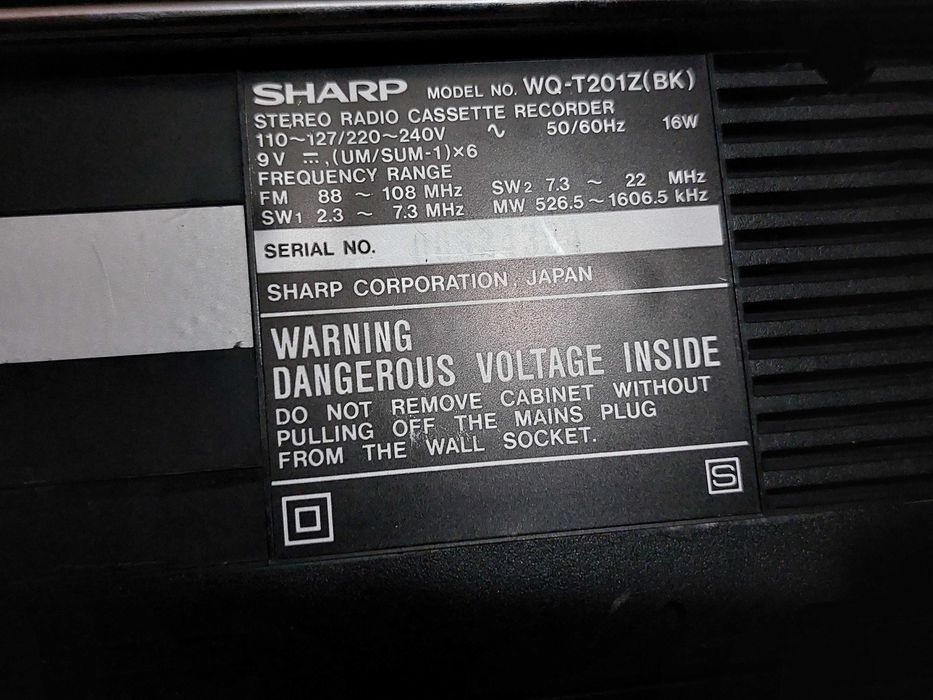 SHARP MODEL NO. WQ-T201Z(BK)
STEREO RADIO CASSETTE RECORDER
110~127/220~240V ∿ 50/60Hz 16W
9V ⎓, (UM/SUM-1)×6
FREQUENCY RANGE
FM 88 ~ 108 MHz SW2 7.3 ~ 22 MHz
SW1 2.3 ~ 7.3 MHz MW 526.5~1606.5 kHz
SERIAL NO.
SHARP CORPORATION, JAPAN
WARNING
DANGEROUS VOLTAGE INSIDE
DO NOT REMOVE CABINET WITHOUT
PULLING OFF THE MAINS PLUG
FROM THE WALL SOCKET.
S